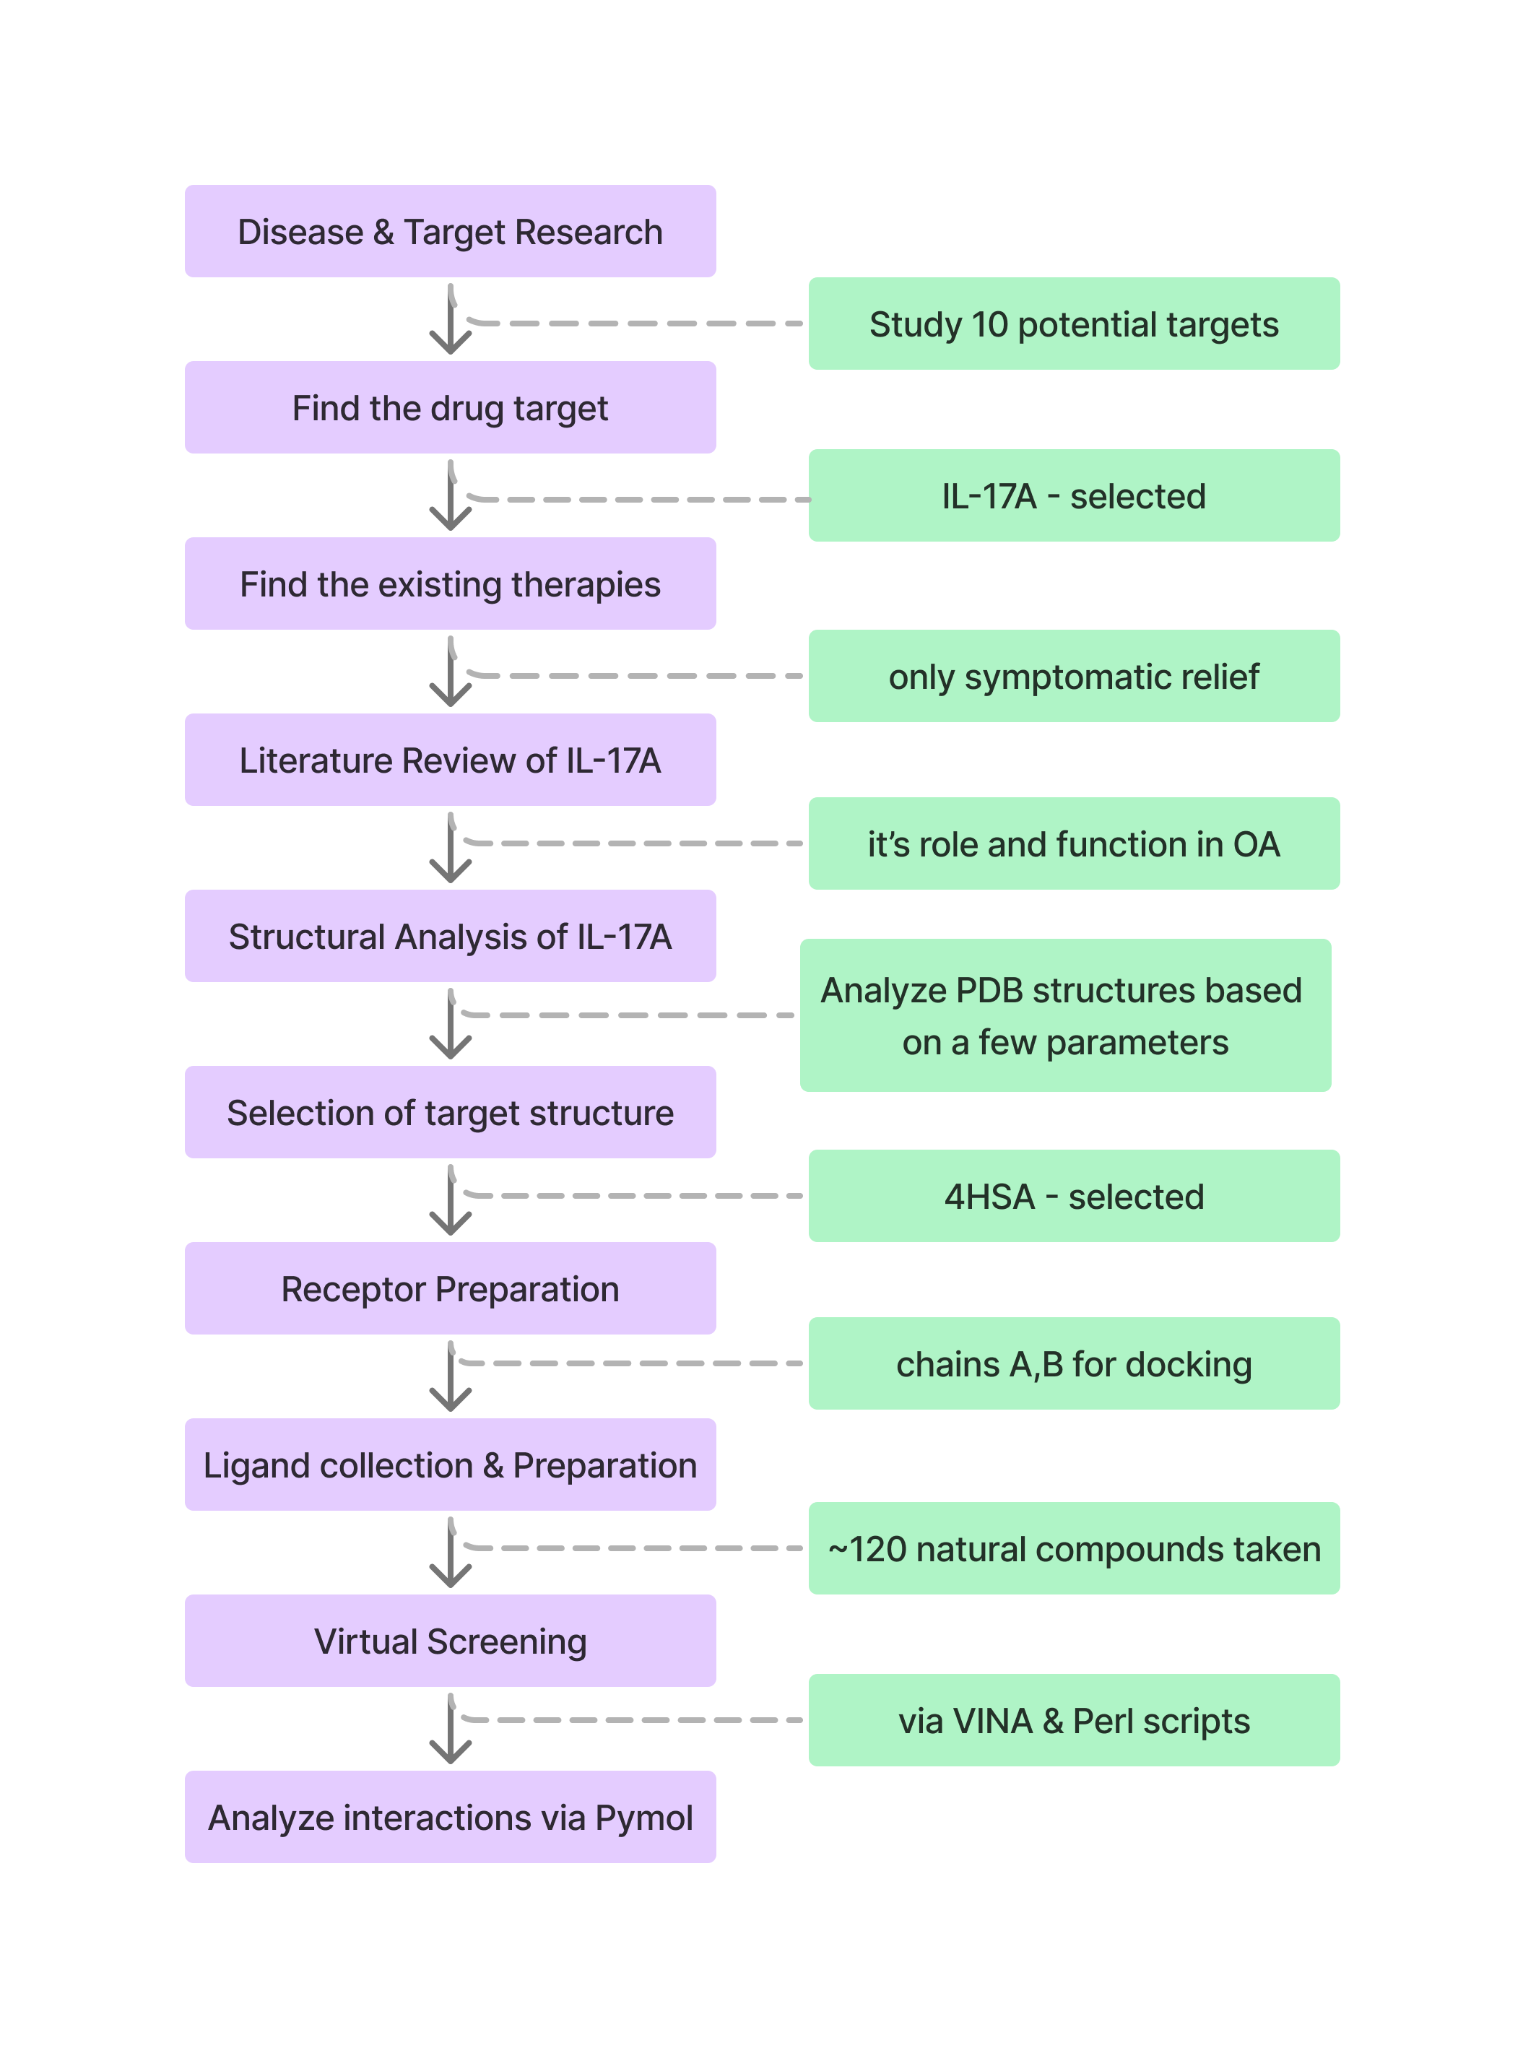 Disease & Target Research
Study 10 potential targets
Find the drug target
IL-17A - selected
Find the existing therapies
only symptomatic relief
Literature Review of IL-17A
it’s role and function in OA
Structural Analysis of IL-17A
Analyze PDB structures based
on a few parameters
Selection of target structure
4HSA - selected
Receptor Preparation
chains A,B for docking
Ligand collection & Preparation
~120 natural compounds taken
Virtual Screening
via VINA & Perl scripts
Analyze interactions via Pymol